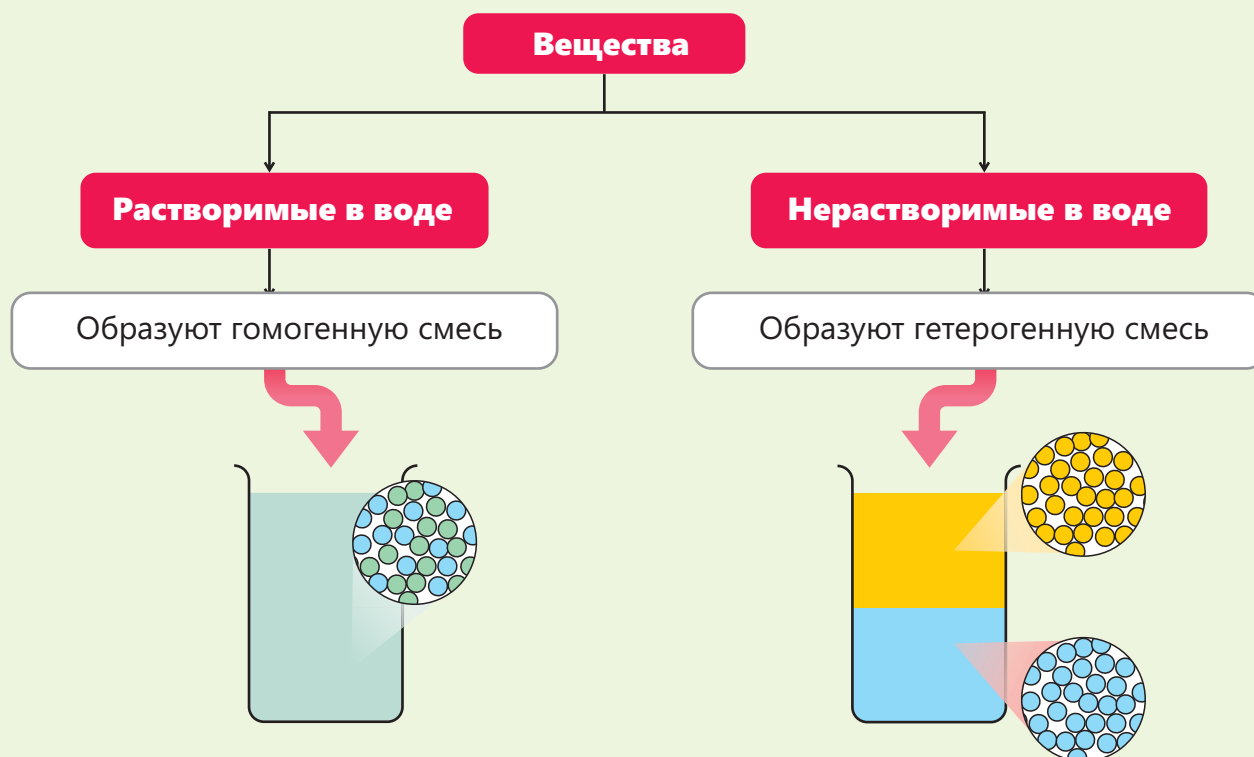 Вещества
Растворимые в воде
Нерастворимые в воде
Образуют гомогенную смесь
Образуют гетерогенную смесь